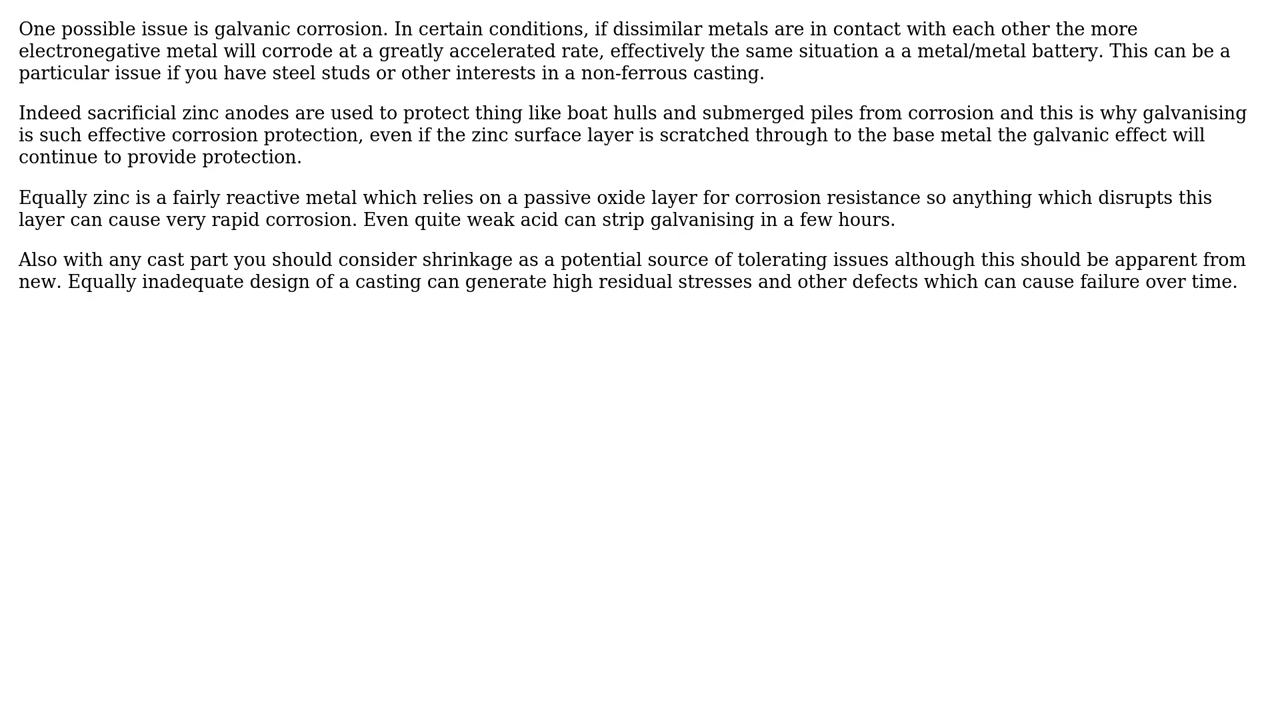 One possible issue is galvanic corrosion. In certain conditions, if dissimilar metals are in contact with each other the more
electronegative metal will corrode at a greatly accelerated rate, effectively the same situation a a metal/metal battery. This can be a
particular issue if you have steel studs or other interests in a non-ferrous casting.
Indeed sacrificial zinc anodes are used to protect thing like boat hulls and submerged piles from corrosion and this is why galvanising
is such effective corrosion protection, even if the zinc surface layer is scratched through to the base metal the galvanic effect will
continue to provide protection.
Equally zinc is a fairly reactive metal which relies on a passive oxide layer for corrosion resistance so anything which disrupts this
layer can cause very rapid corrosion. Even quite weak acid can strip galvanising in a few hours.
Also with any cast part you should consider shrinkage as a potential source of tolerating issues although this should be apparent from
new. Equally inadequate design of a casting can generate high residual stresses and other defects which can cause failure over time.